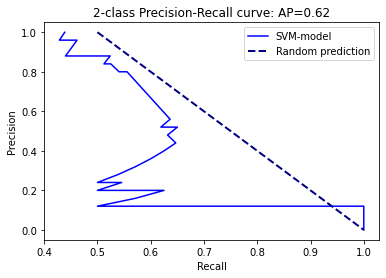 2-class Precision-Recall curve: AP=0.62
SVM-model
Random prediction
Precision
1.0
0.8
0.6
0.4
0.2
0.0
0.4 0.5 0.6 0.7 0.8 0.9 1.0
Recall